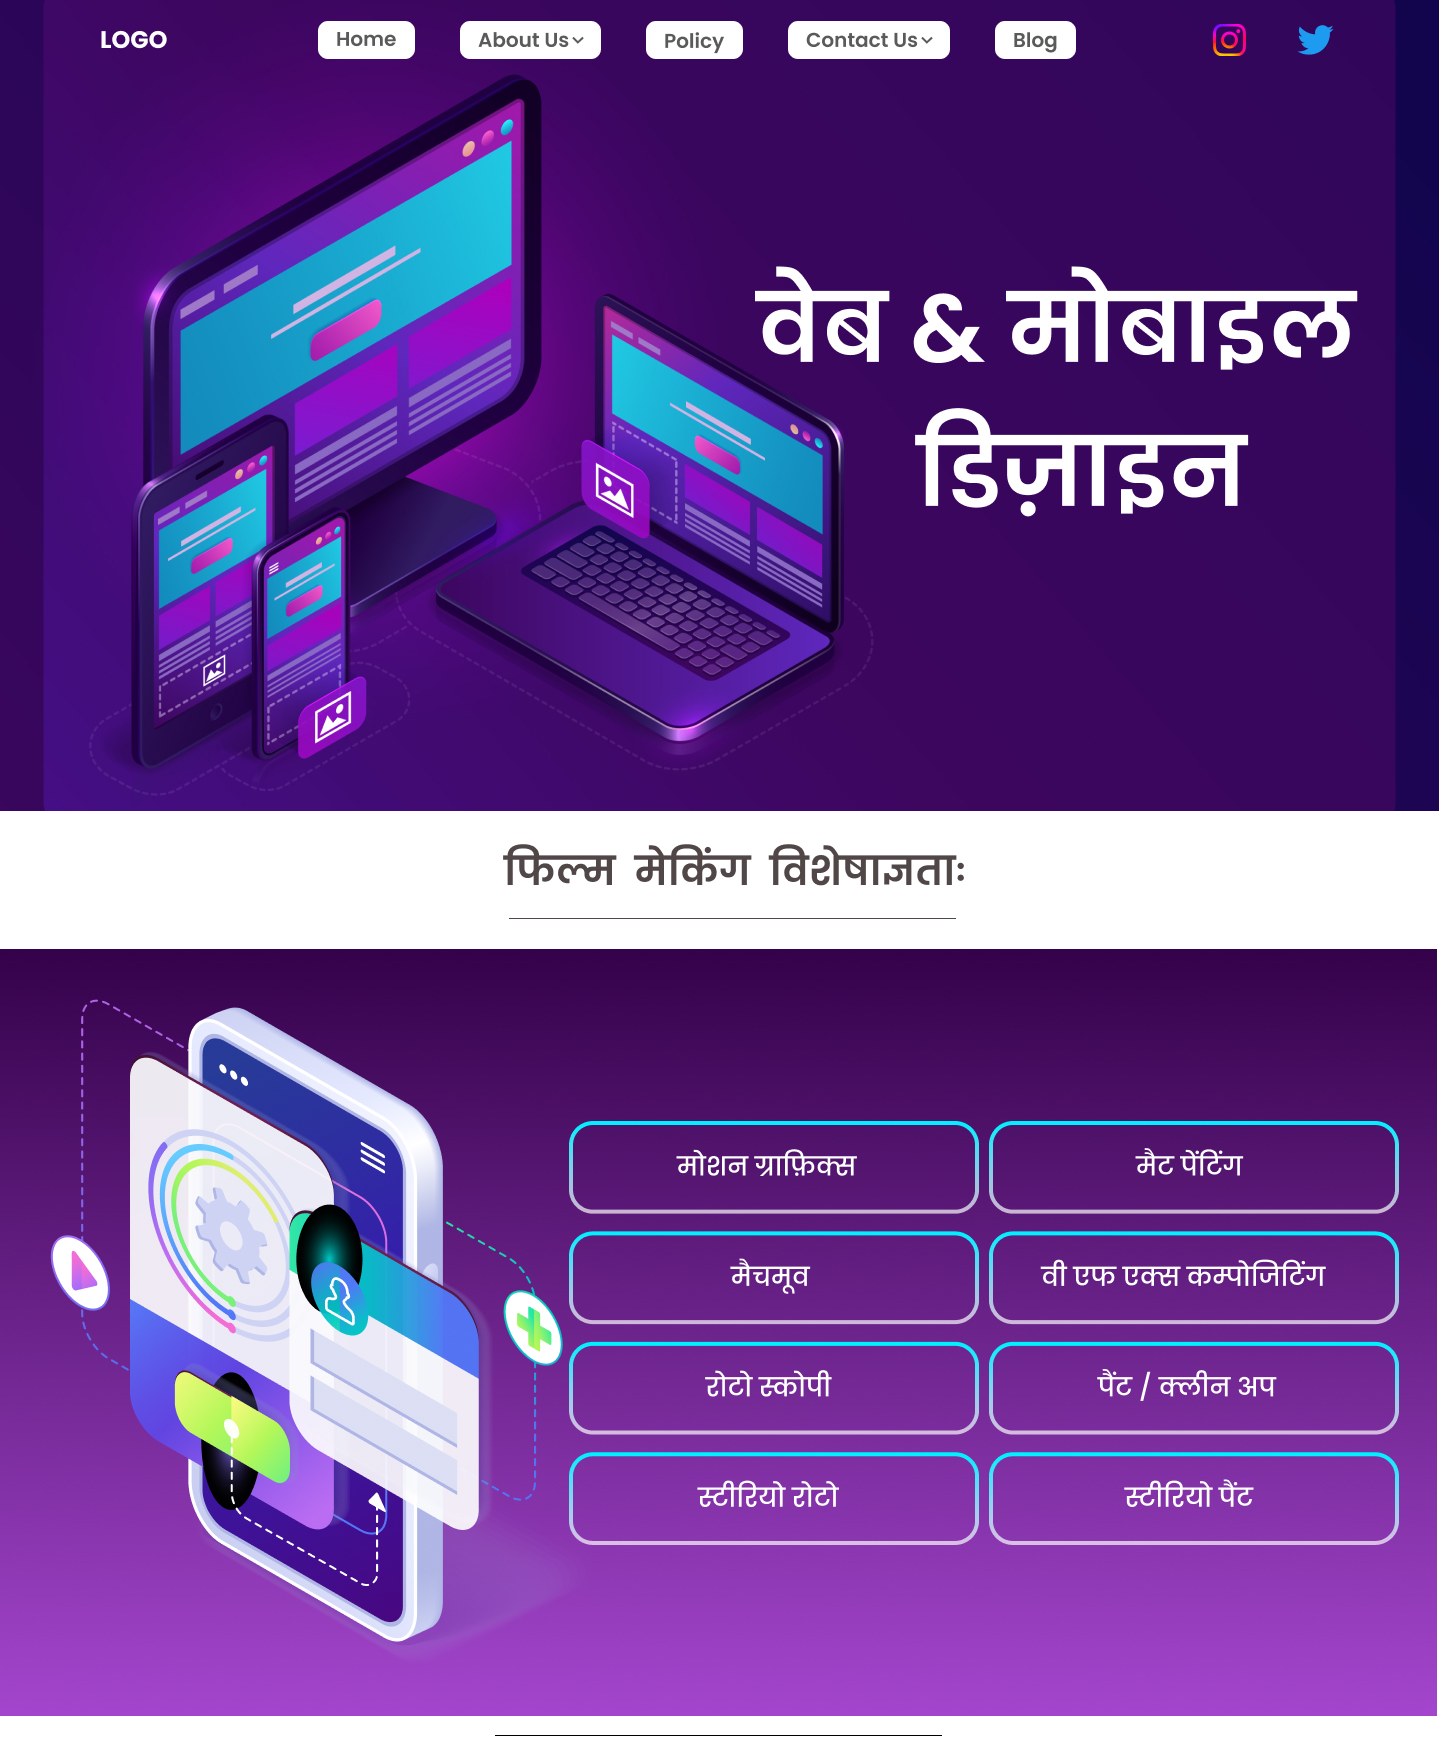 LOGO
Home
About Us
Policy
Contact Us
Blog
वेब & मोबाइल
डिज़ाइन
फिल्म मेकिंग विशेषाज्ञताः
मोशन ग्राफ़िक्स
मैट पेंटिंग
मैचमूव
वी एफ एक्स कम्पोजिटिंग
रोटो स्कोपी
पैंट / क्लीन अप
स्टीरियो रोटो
स्टीरियो पैंट